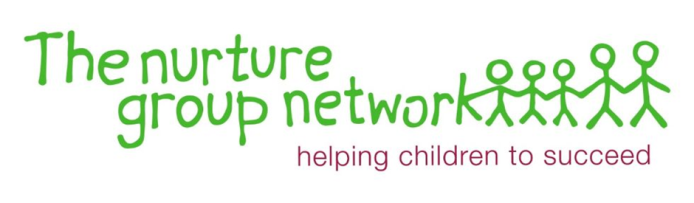 The nurture
group network
helping children to succeed